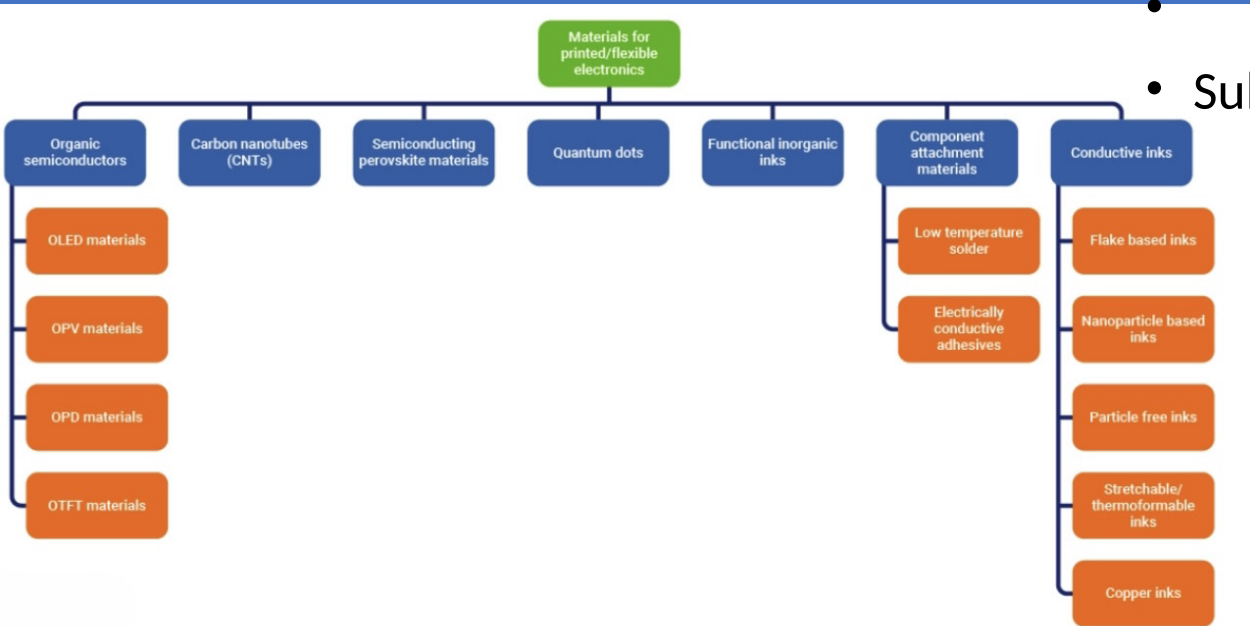 Materials for
printed/flexible
electronics
•
•
Organic
semiconductors
Carbon nanotubes
(CNTs)
Semiconducting
perovskite materials
Quantum dots
Functional inorganic
inks
Component
attachment
materials
Conductive inks
OLED materials
OPV materials
OPD materials
OTFT materials
Low temperature
solder
Electrically
conductive
adhesives
Flake based inks
Nanoparticle based
inks
Particle free inks
Stretchable/
thermoformable
inks
Copper inks